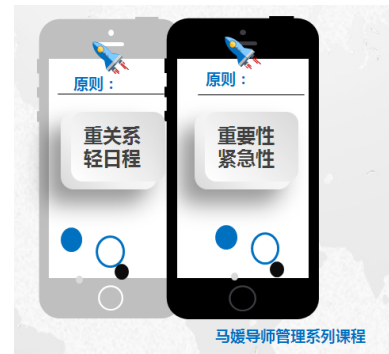 原则：
重关系
轻日程
原则：
重要性
紧急性
马媛导师管理系列课程